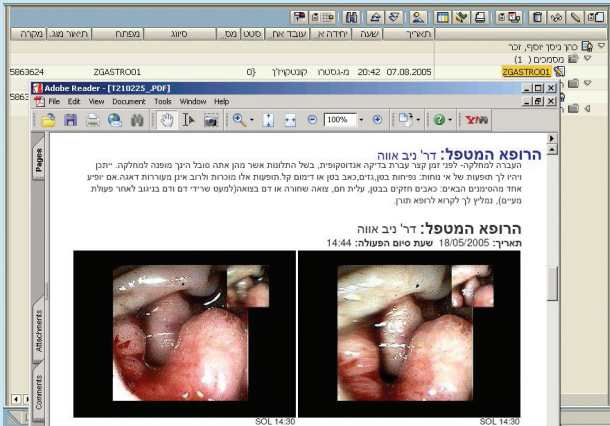 תאריך שעה יחידה א. עובד אח. סטט מס. סיווג מפתח תיאור מוג. מקרה
כהן ניסן יוסף, זכר
מסמכים ( 1)
5863624 ZGASTRO01 {0 קונטקויז'ן מ-גסטרו 20:42 07.08.2005 ZGASTRO01
5863
Adobe Reader - [T210225_.PDF]
File Edit View Document Tools Window Help
100%
Pages
Attachments
Comments
הרופא המטפל: דר' ניב אווה
העברה למחלקה- לפני זמן קצר עברת בדיקה אנדוסקופית, בשל התלונות אשר מהן אתה סובל הינך מופנה למחלקה. ייתכן
ויהיו לך תופעות של אי נוחות: נפיחות בטן,גזים,כאב בטן או דימום קל.תופעות אלו מוכרות ולרוב אינן מעוררות דאגה.אם יופיע
אחד מהסימנים הבאים: כאבים חזקים בבטן, עלית חם, צואה שחורה או דם בצואה(למעט שרידי דם ודם בניגוב לאחר פעולת
מעיים), נמליץ לך לקרוא לרופא תורן.
הרופא המטפל: דר' ניב אווה
תאריך: 18/05/2005 שעת סיום הפעולה: 14:44
SOL 14:30 SOL 14:30